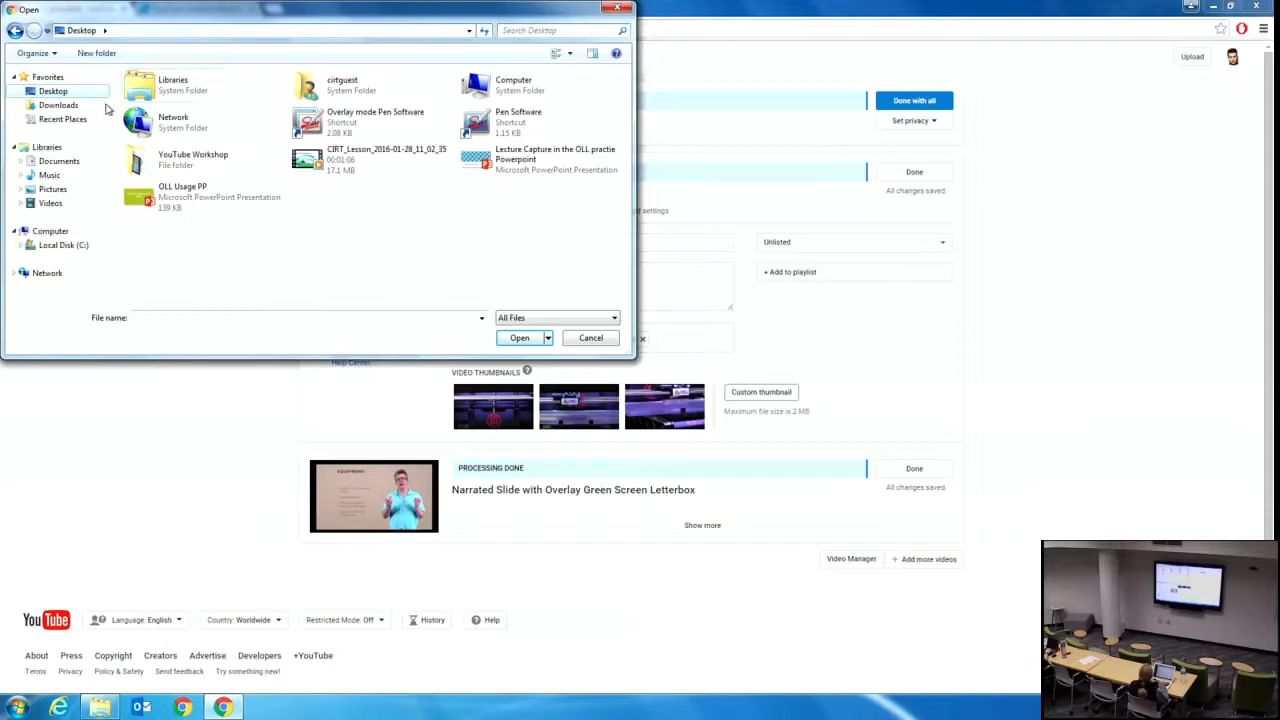 Open
Desktop
Search Desktop
Organize
New folder
Favorites
Desktop
Downloads
Recent Places
Libraries
Documents
Music
Pictures
Videos
Computer
Local Disk (C:)
Network
Libraries
System Folder
cirtguest
System Folder
Computer
System Folder
Network
System Folder
Overlay mode Pen Software
Shortcut
2.08 KB
Pen Software
Shortcut
1.15 KB
YouTube Workshop
File folder
CIRT_Lesson_2016-01-28_11_02_35
00:01:06
17.1 MB
Lecture Capture in the OLL practie
Powerpoint
Microsoft PowerPoint Presentation
OLL Usage PP
Microsoft PowerPoint Presentation
139 KB
File name:
All Files
Open
Cancel
Upload
Done with all
Set privacy
Done
All changes saved.
d settings
Unlisted
+ Add to playlist
Help Center
VIDEO THUMBNAILS ?
Custom thumbnail
Maximum file size is 2 MB.
EQUIPMENT:
PROCESSING DONE
Done
Narrated Slide with Overlay Green Screen Letterbox
All changes saved.
Show more
Video Manager
+ Add more videos
YouTube
Language: English
Country: Worldwide
Restricted Mode: Off
History
Help
About
Press
Copyright
Creators
Advertise
Developers
+YouTube
Terms
Privacy
Policy & Safety
Send feedback
Try something new!